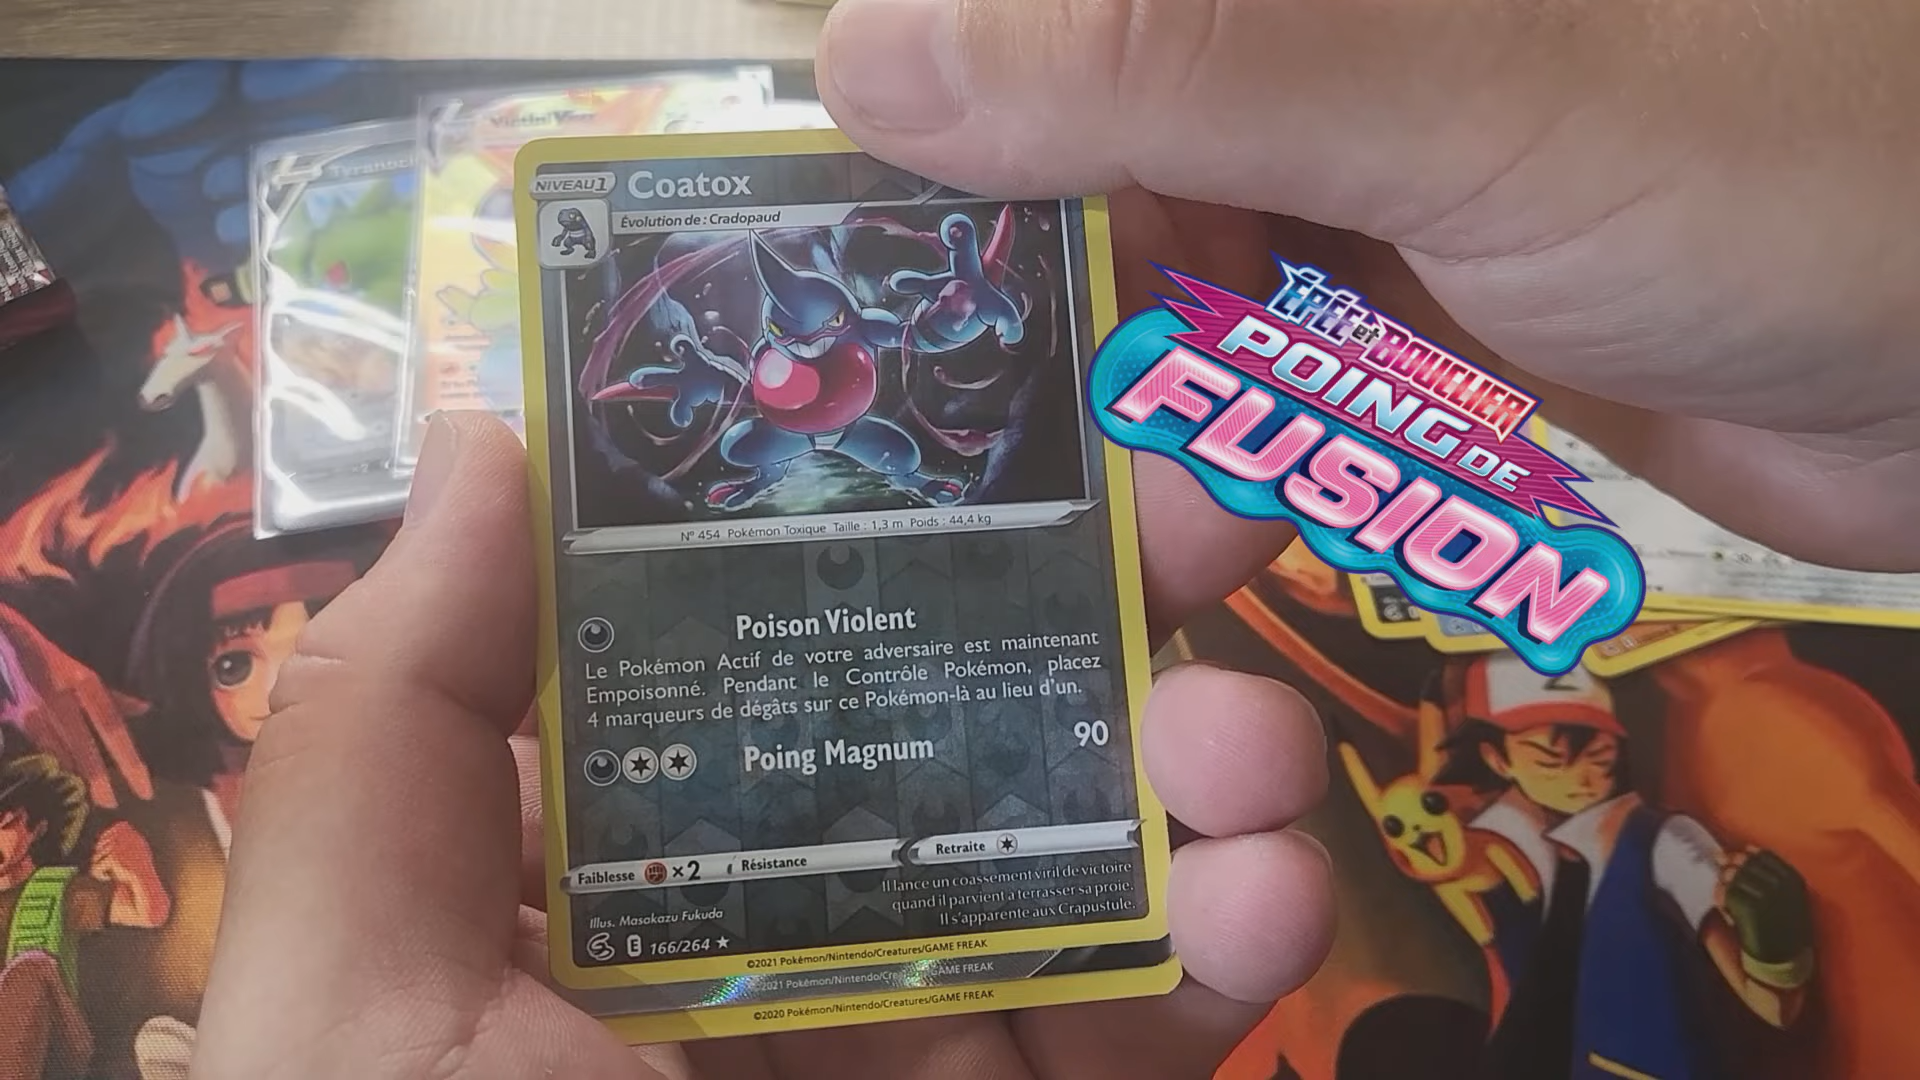 Victini VMAX
NIVEAU 1
Coatox
Évolution de : Cradopaud
N° 454 Pokémon Toxique Taille : 1,3 m Poids : 44,4 kg
Poison Violent
Le Pokémon Actif de votre adversaire est maintenant
Empoisonné. Pendant le Contrôle Pokémon, placez
4 marqueurs de dégâts sur ce Pokémon-là au lieu d'un.
Poing Magnum 90
Faiblesse ×2 Résistance Retraite
Il lance un coassement viril de victoire
quand il parvient à terrasser sa proie.
Il s'apparente aux Crapustule.
Illus. Masakazu Fukuda
E 166/264 ★
©2021 Pokémon/Nintendo/Creatures/GAME FREAK
©2021 Pokémon/Nintendo/Creatures/GAME FREAK
©2020 Pokémon/Nintendo/Creatures/GAME FREAK
ÉPÉE et BOUCLIER
POING DE
FUSION